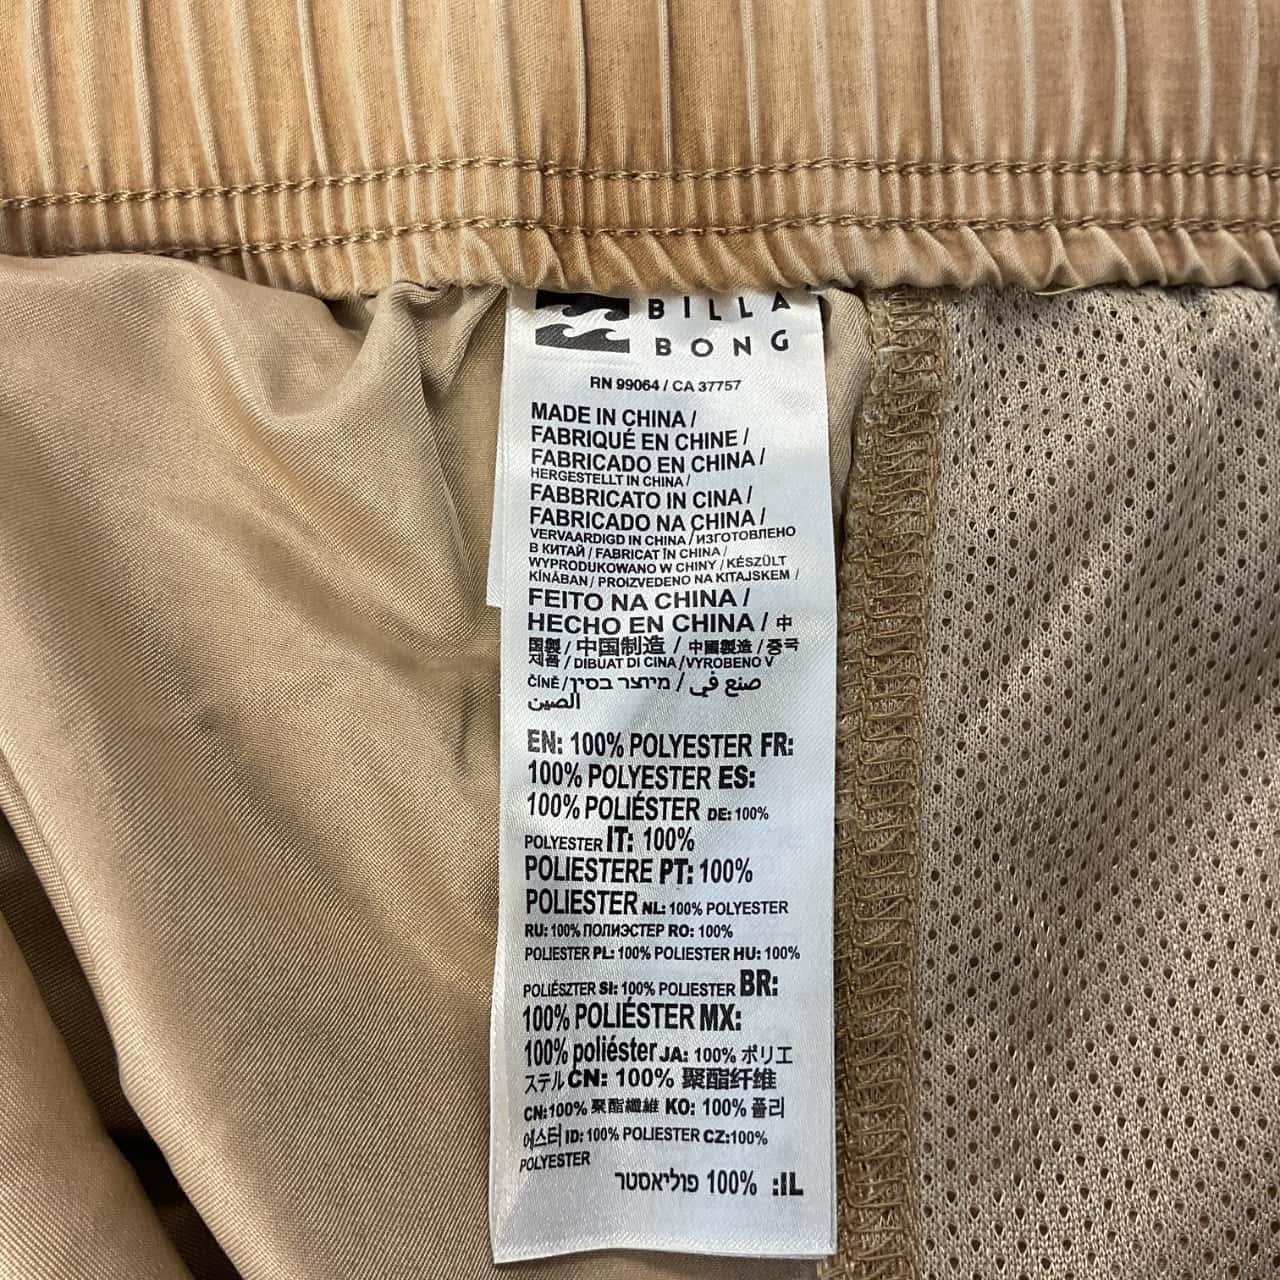 BILLA
BONG
RN 99064 / CA 37757
MADE IN CHINA /
FABRIQUÉ EN CHINE /
FABRICADO EN CHINA /
HERGESTELLT IN CHINA /
FABBRICATO IN CINA /
FABRICADO NA CHINA /
VERVAARDIGD IN CHINA / ИЗГОТОВЛЕНО
В КИТАЙ / FABRICAT ÎN CHINA /
WYPRODUKOWANO W CHINY / KÉSZÜLT
KÍNÁBAN / PROIZVEDENO NA KITAJSKEM /
FEITO NA CHINA /
HECHO EN CHINA / 中
国製 / 中国制造 / 中國製造 / 중국
제품 / DIBUAT DI CINA /VYROBENO V
ČÍNĚ / מיוצר בסין / صنع في
الصين
EN: 100% POLYESTER FR:
100% POLYESTER ES:
100% POLIÉSTER DE: 100%
POLYESTER IT: 100%
POLIESTERE PT: 100%
POLIESTER NL: 100% POLYESTER
RU: 100% ПОЛИЭСТЕР RO: 100%
POLIESTER PL: 100% POLIESTER HU: 100%
POLIÉSZTER SI: 100% POLIESTER BR:
100% POLIÉSTER MX:
100% poliéster JA: 100% ポリエ
ステル CN: 100% 聚酯纤维
CN:100% 聚酯纖維 KO: 100% 폴리
에스터 ID: 100% POLIESTER CZ:100%
POLYESTER
IL: 100% פוליאסטר